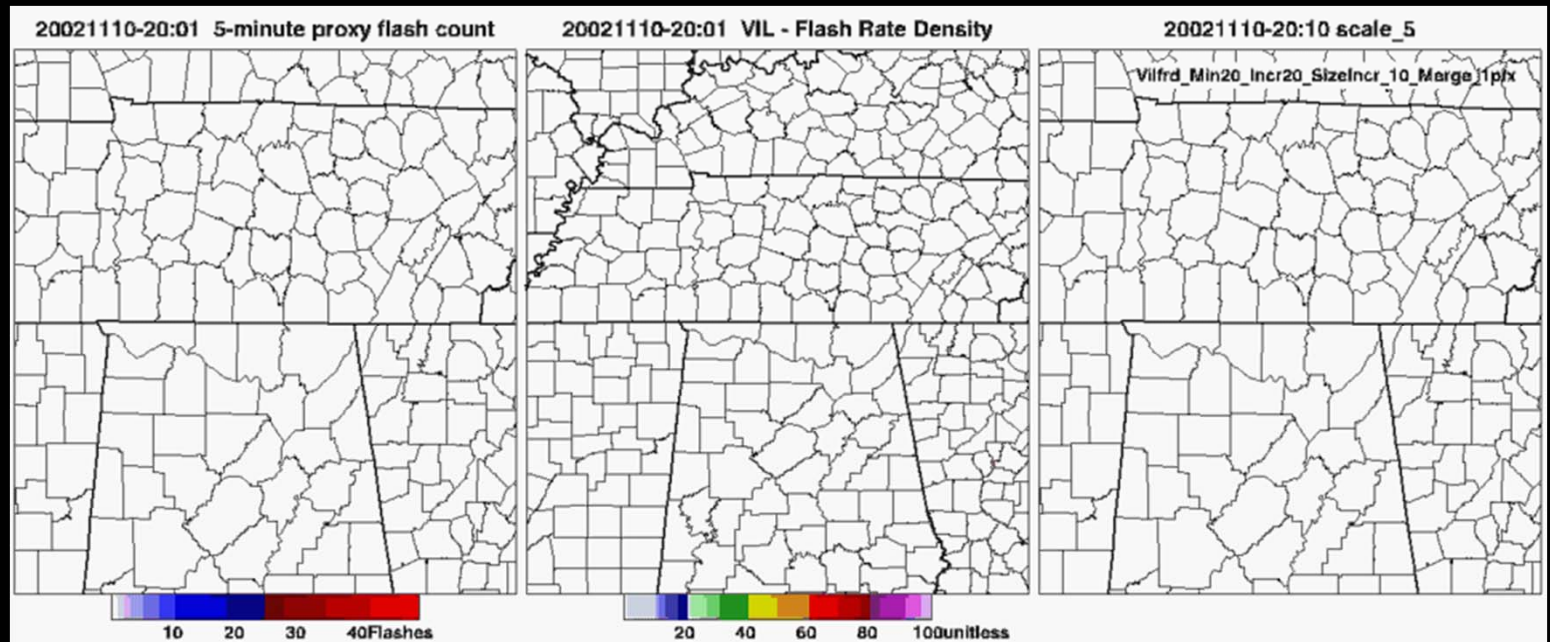 20021110-20:01 5-minute proxy flash count
20021110-20:01 VIL - Flash Rate Density
20021110-20:10 scale_5
Vilfrd_Min20_Incr20_SizeIncr_10_Merge_1pix
10 20 30 40Flashes
20 40 60 80 100unitless